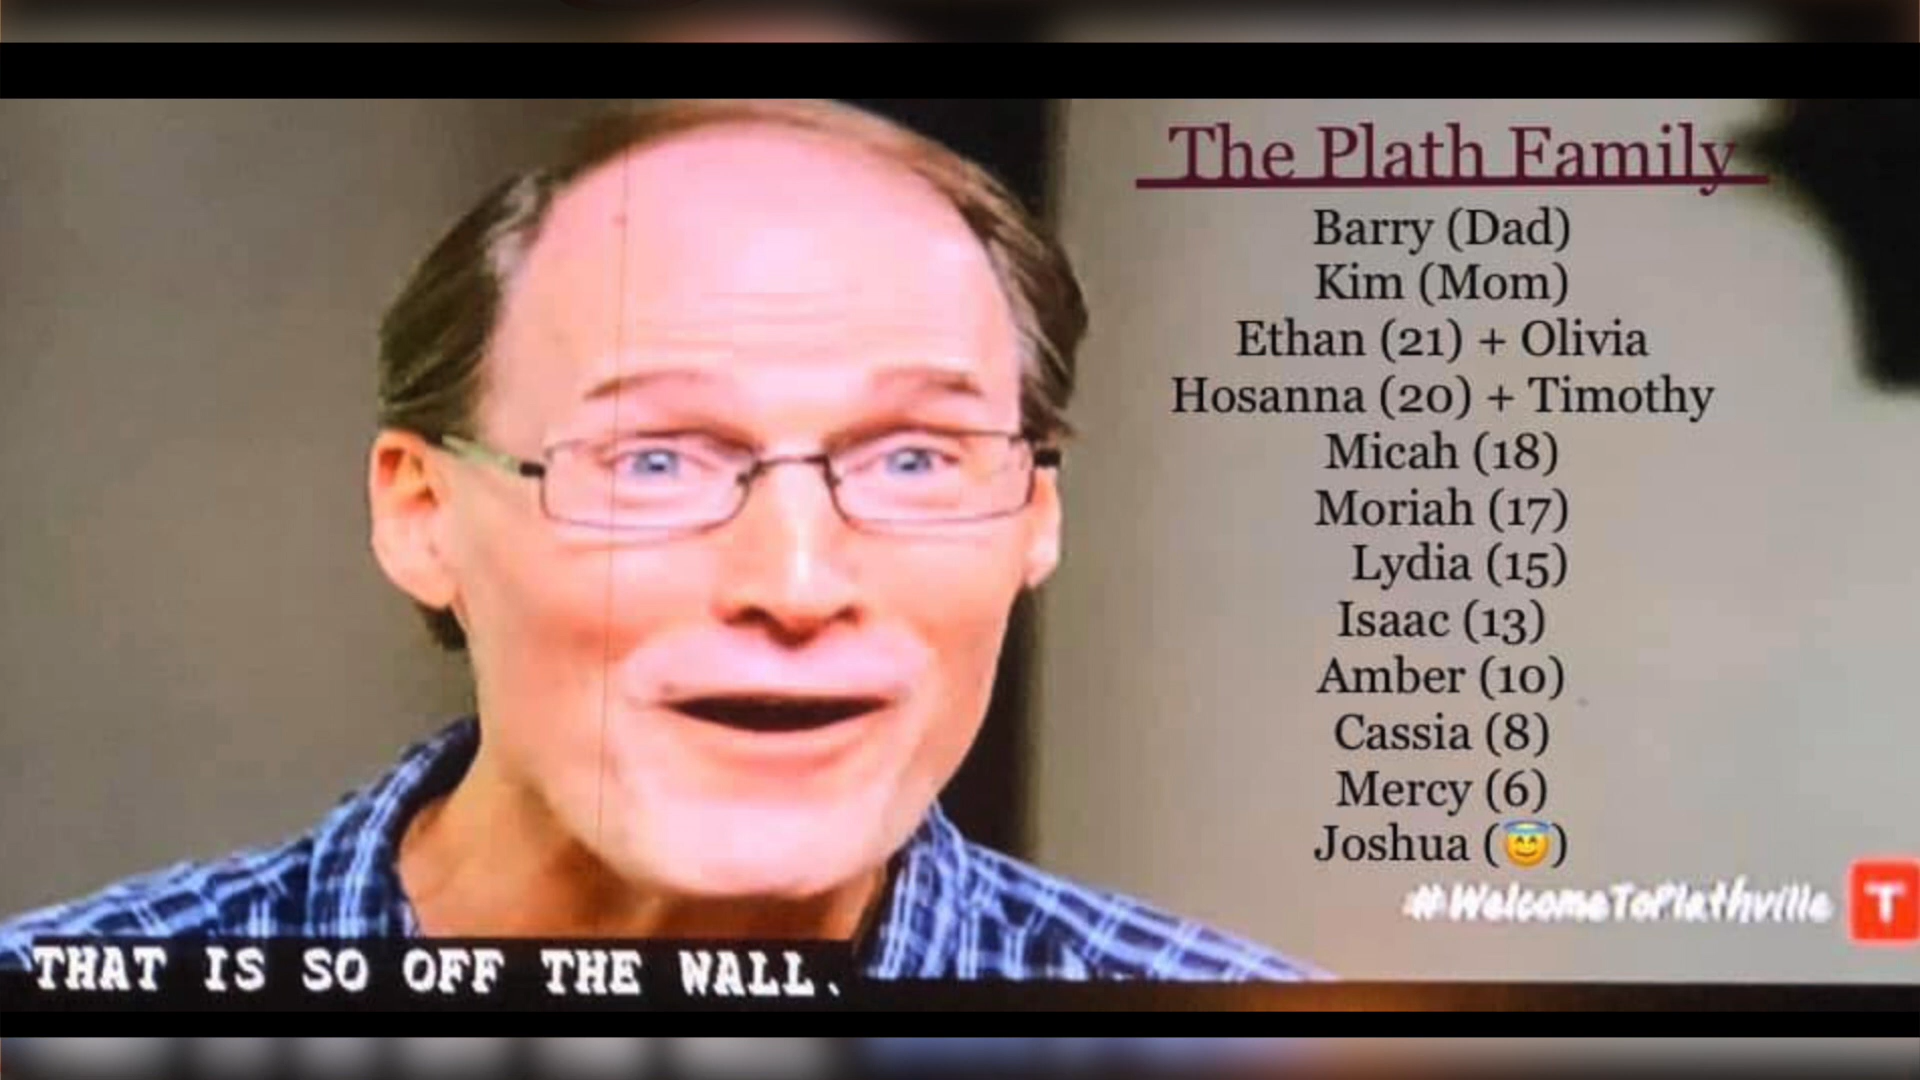 The Plath Family
Barry (Dad)
Kim (Mom)
Ethan (21) + Olivia
Hosanna (20) + Timothy
Micah (18)
Moriah (17)
Lydia (15)
Isaac (13)
Amber (10)
Cassia (8)
Mercy (6)
Joshua (😇)
#WelcomeToPlathville
T
THAT IS SO OFF THE WALL.